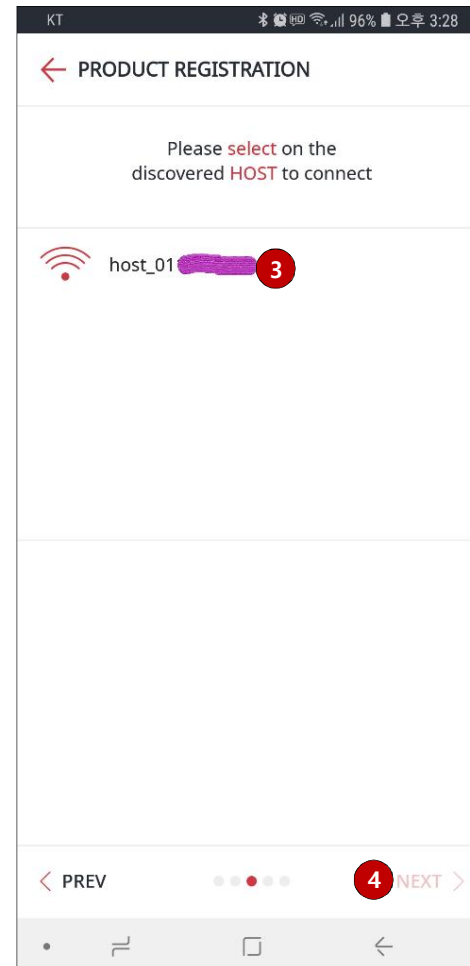 KT 96% 오후 3:28
PRODUCT REGISTRATION
Please select on the
discovered HOST to connect
host_01 3
PREV 4 NEXT